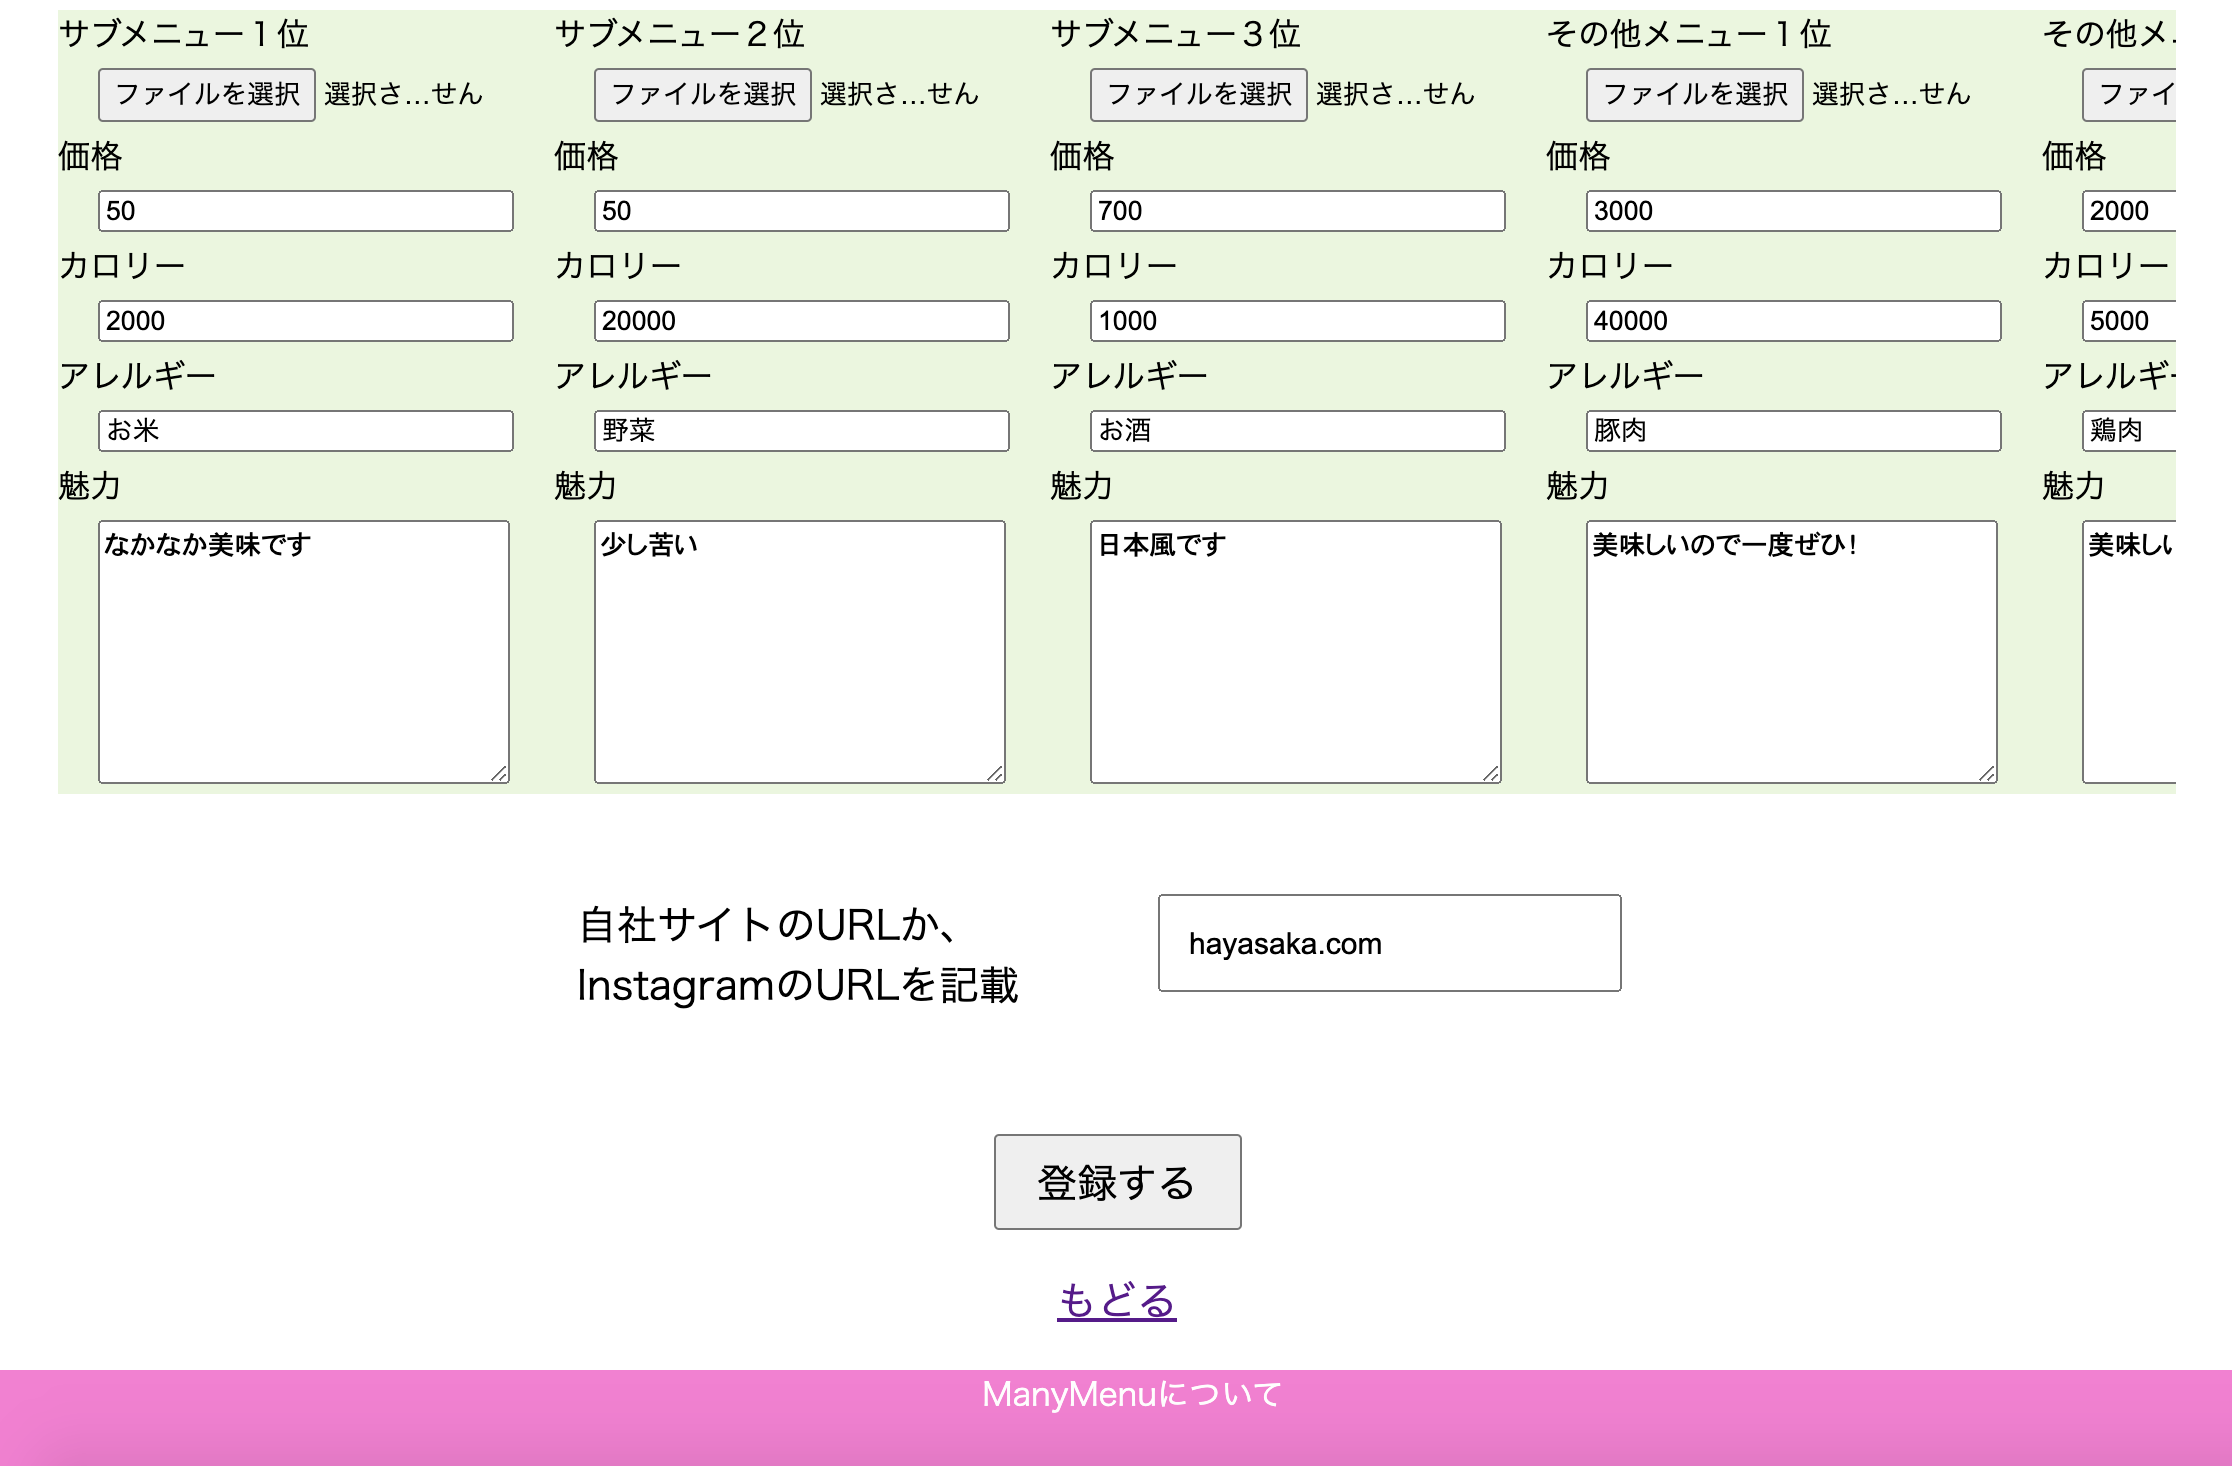 サブメニュー１位 サブメニュー２位 サブメニュー３位 その他メニュー１位 その他メ
ファイルを選択 選択さ...せん ファイルを選択 選択さ...せん ファイルを選択 選択さ...せん ファイルを選択 選択さ...せん ファイ
価格 価格 価格 価格 価格
50 50 700 3000 2000
カロリー カロリー カロリー カロリー カロリー
2000 20000 1000 40000 5000
アレルギー アレルギー アレルギー アレルギー アレルギー
お米 野菜 お酒 豚肉 鶏肉
魅力 魅力 魅力 魅力 魅力
なかなか美味です 少し苦い 日本風です 美味しいので一度ぜひ！ 美味しい
自社サイトのURLか、
InstagramのURLを記載
hayasaka.com
登録する
もどる
ManyMenuについて